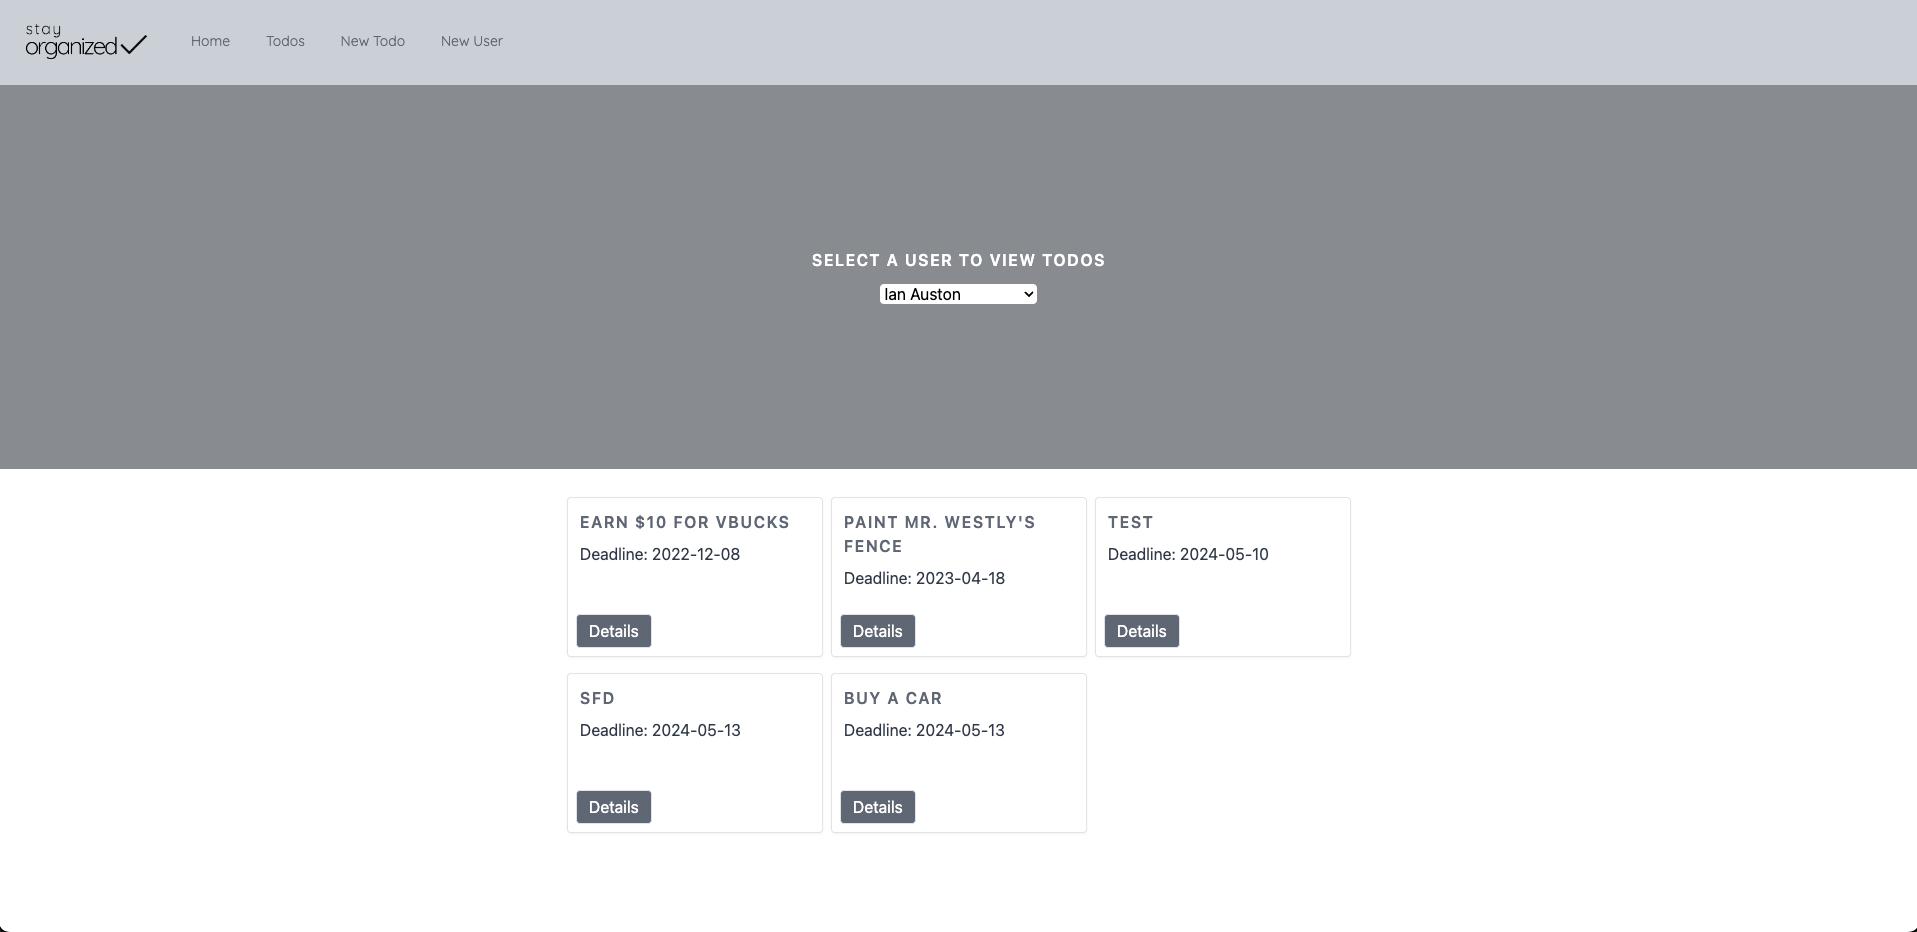 stay
organized
Home Todos New Todo New User
SELECT A USER TO VIEW TODOS
Ian Auston
EARN $10 FOR VBUCKS
Deadline: 2022-12-08
Details
PAINT MR. WESTLY'S
FENCE
Deadline: 2023-04-18
Details
TEST
Deadline: 2024-05-10
Details
SFD
Deadline: 2024-05-13
Details
BUY A CAR
Deadline: 2024-05-13
Details